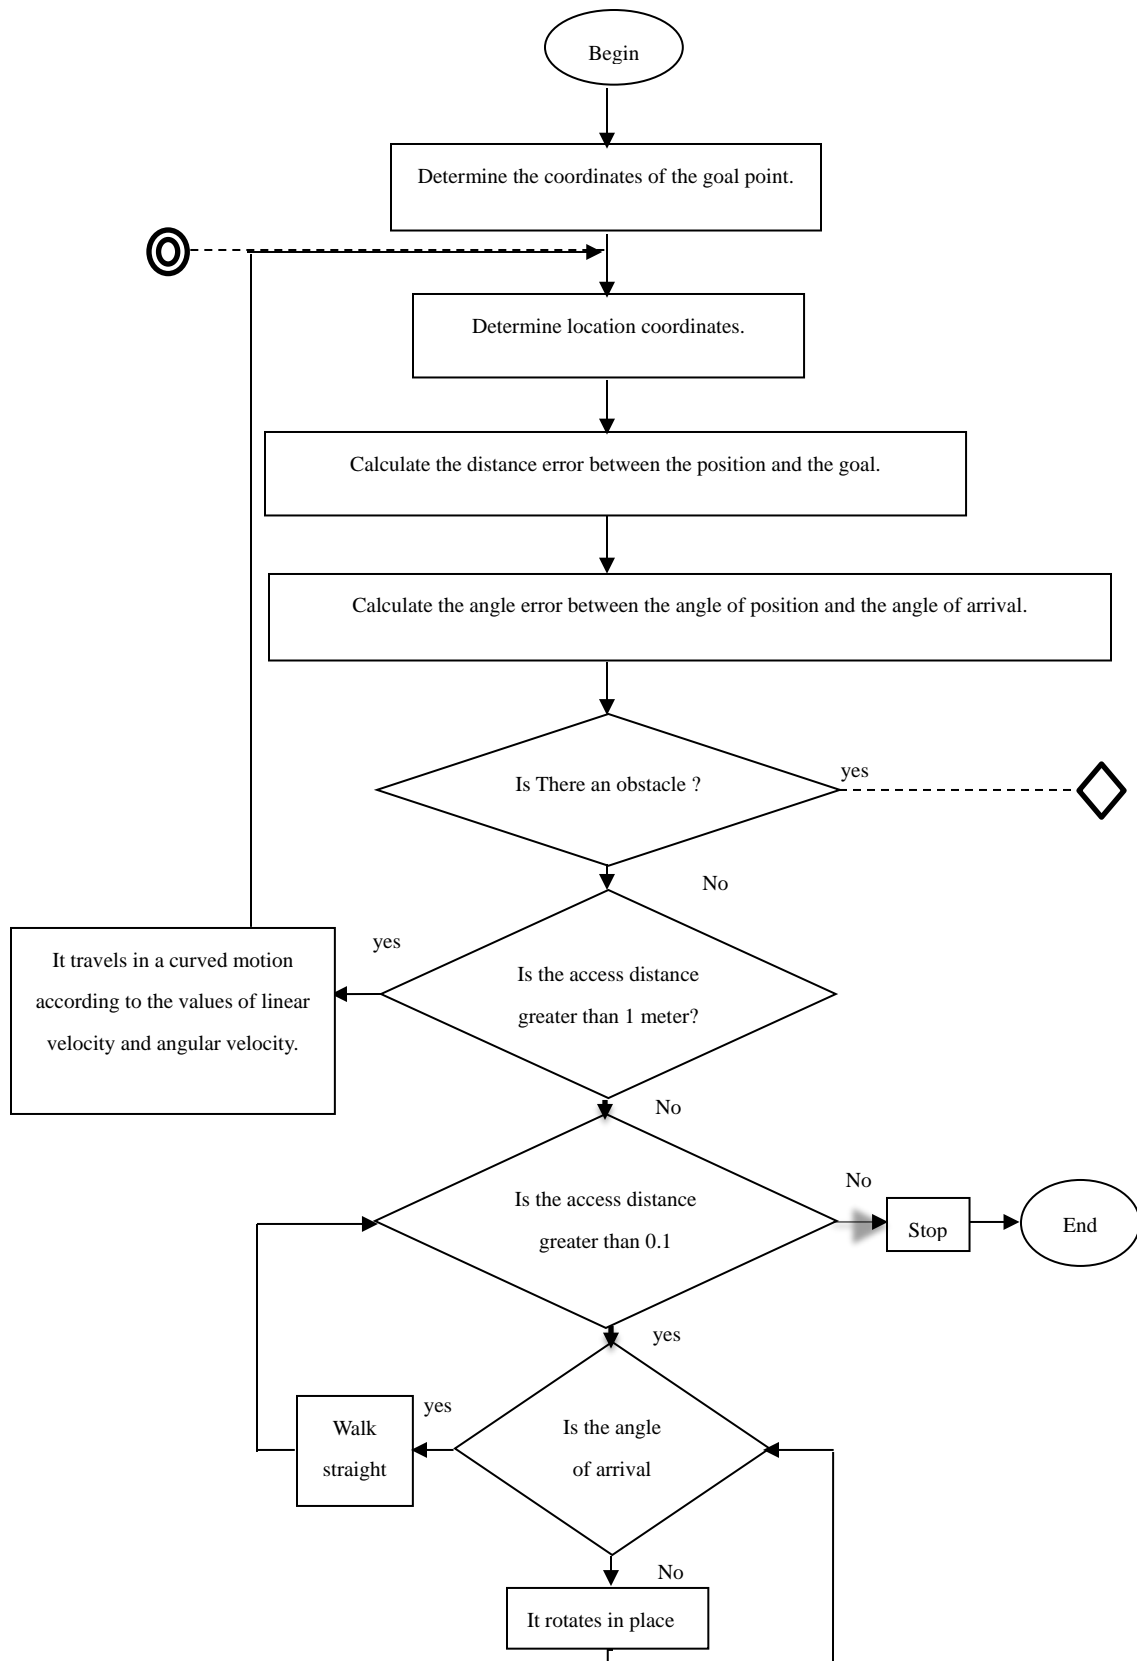 Begin
Determine the coordinates of the goal point.
Determine location coordinates.
Calculate the distance error between the position and the goal.
Calculate the angle error between the angle of position and the angle of arrival.
Is There an obstacle ?
yes
No
yes
It travels in a curved motion
according to the values of linear
velocity and angular velocity.
Is the access distance
greater than 1 meter?
No
Is the access distance
greater than 0.1
No
Stop
End
yes
Is the angle
of arrival
yes
Walk
straight
No
It rotates in place